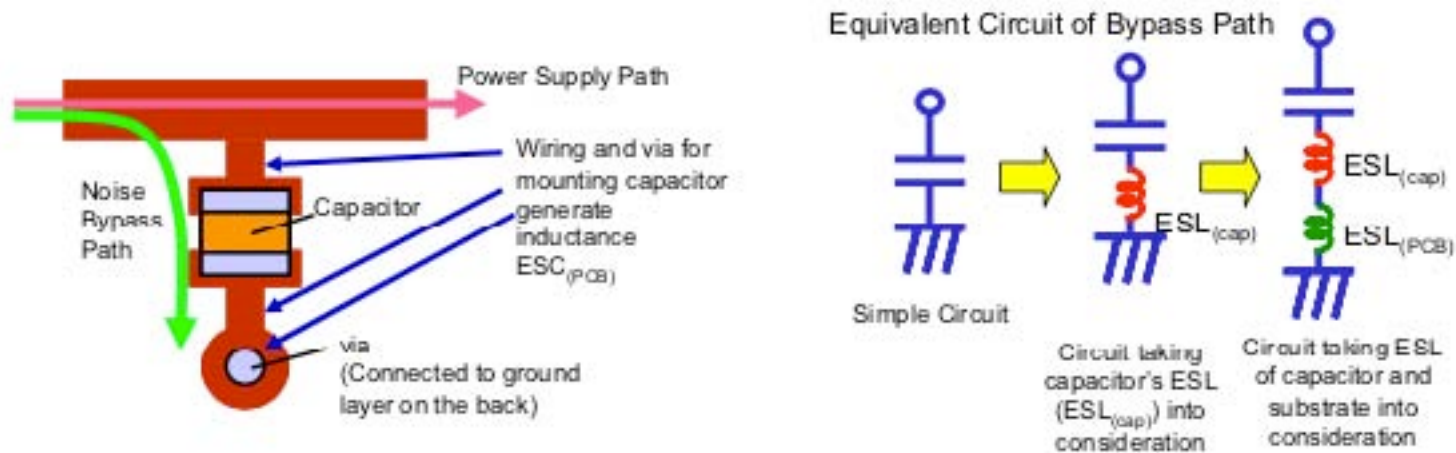 Equivalent Circuit of Bypass Path
Power Supply Path
Wiring and via for
mounting capacitor
generate
inductance
ESC(PCB)
Noise
Bypass
Path
Capacitor
via
(Connected to ground
layer on the back)
ESL(cap)
ESL(cap)
ESL(PCB)
Simple Circuit
Circuit taking
capacitor's ESL
(ESL(cap)) into
consideration
Circuit taking ESL
of capacitor and
substrate into
consideration